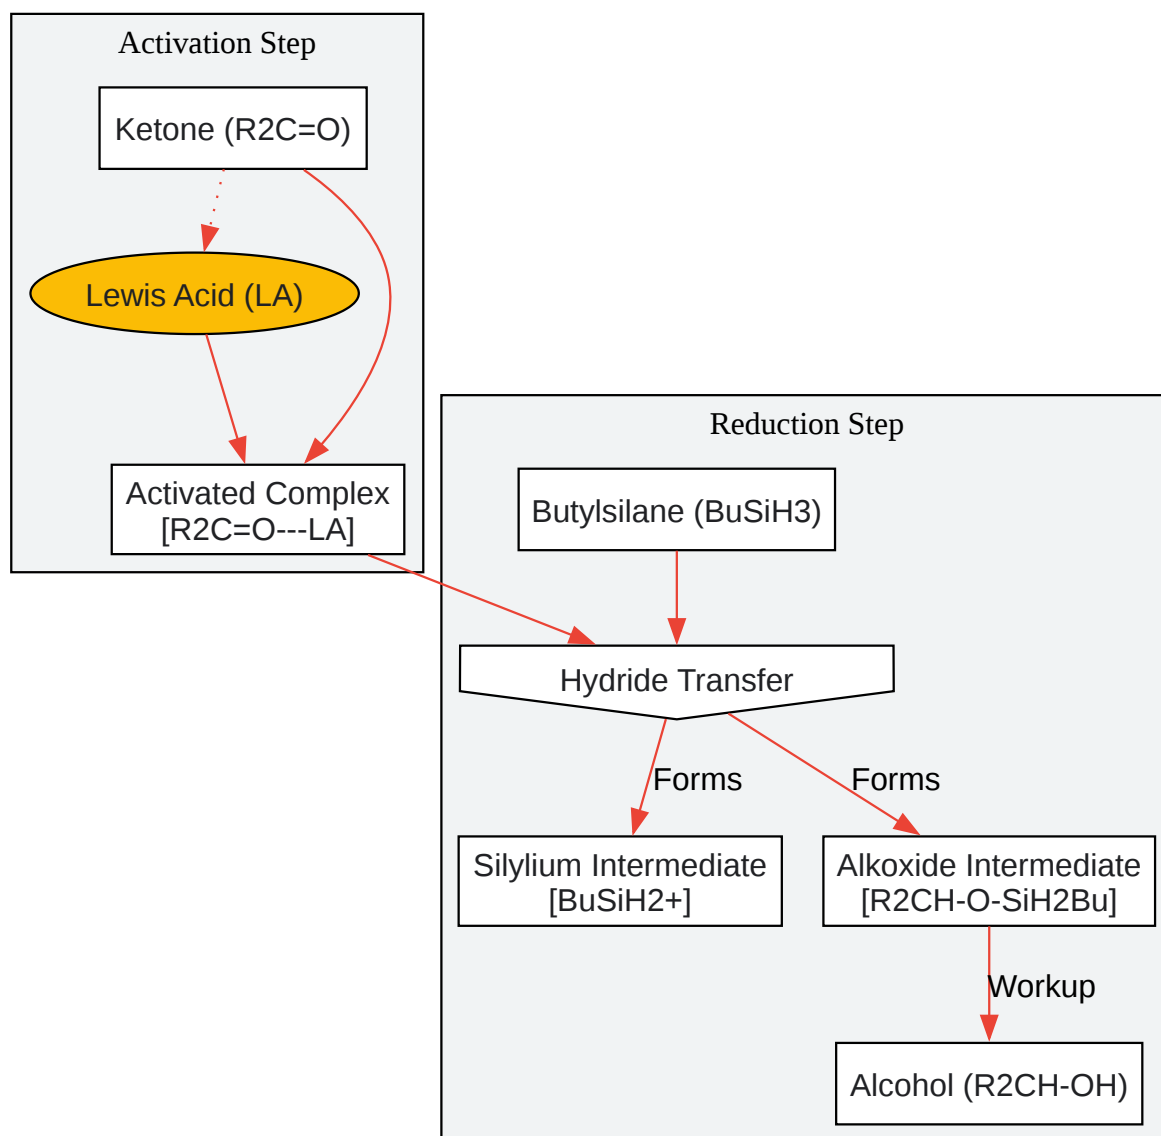 Activation Step
Ketone (R2C=O)
Lewis Acid (LA)
Activated Complex
[R2C=O---LA]
Reduction Step
Butylsilane (BuSiH3)
Hydride Transfer
Forms
Forms
Silylium Intermediate
[BuSiH2+]
Alkoxide Intermediate
[R2CH-O-SiH2Bu]
Workup
Alcohol (R2CH-OH)